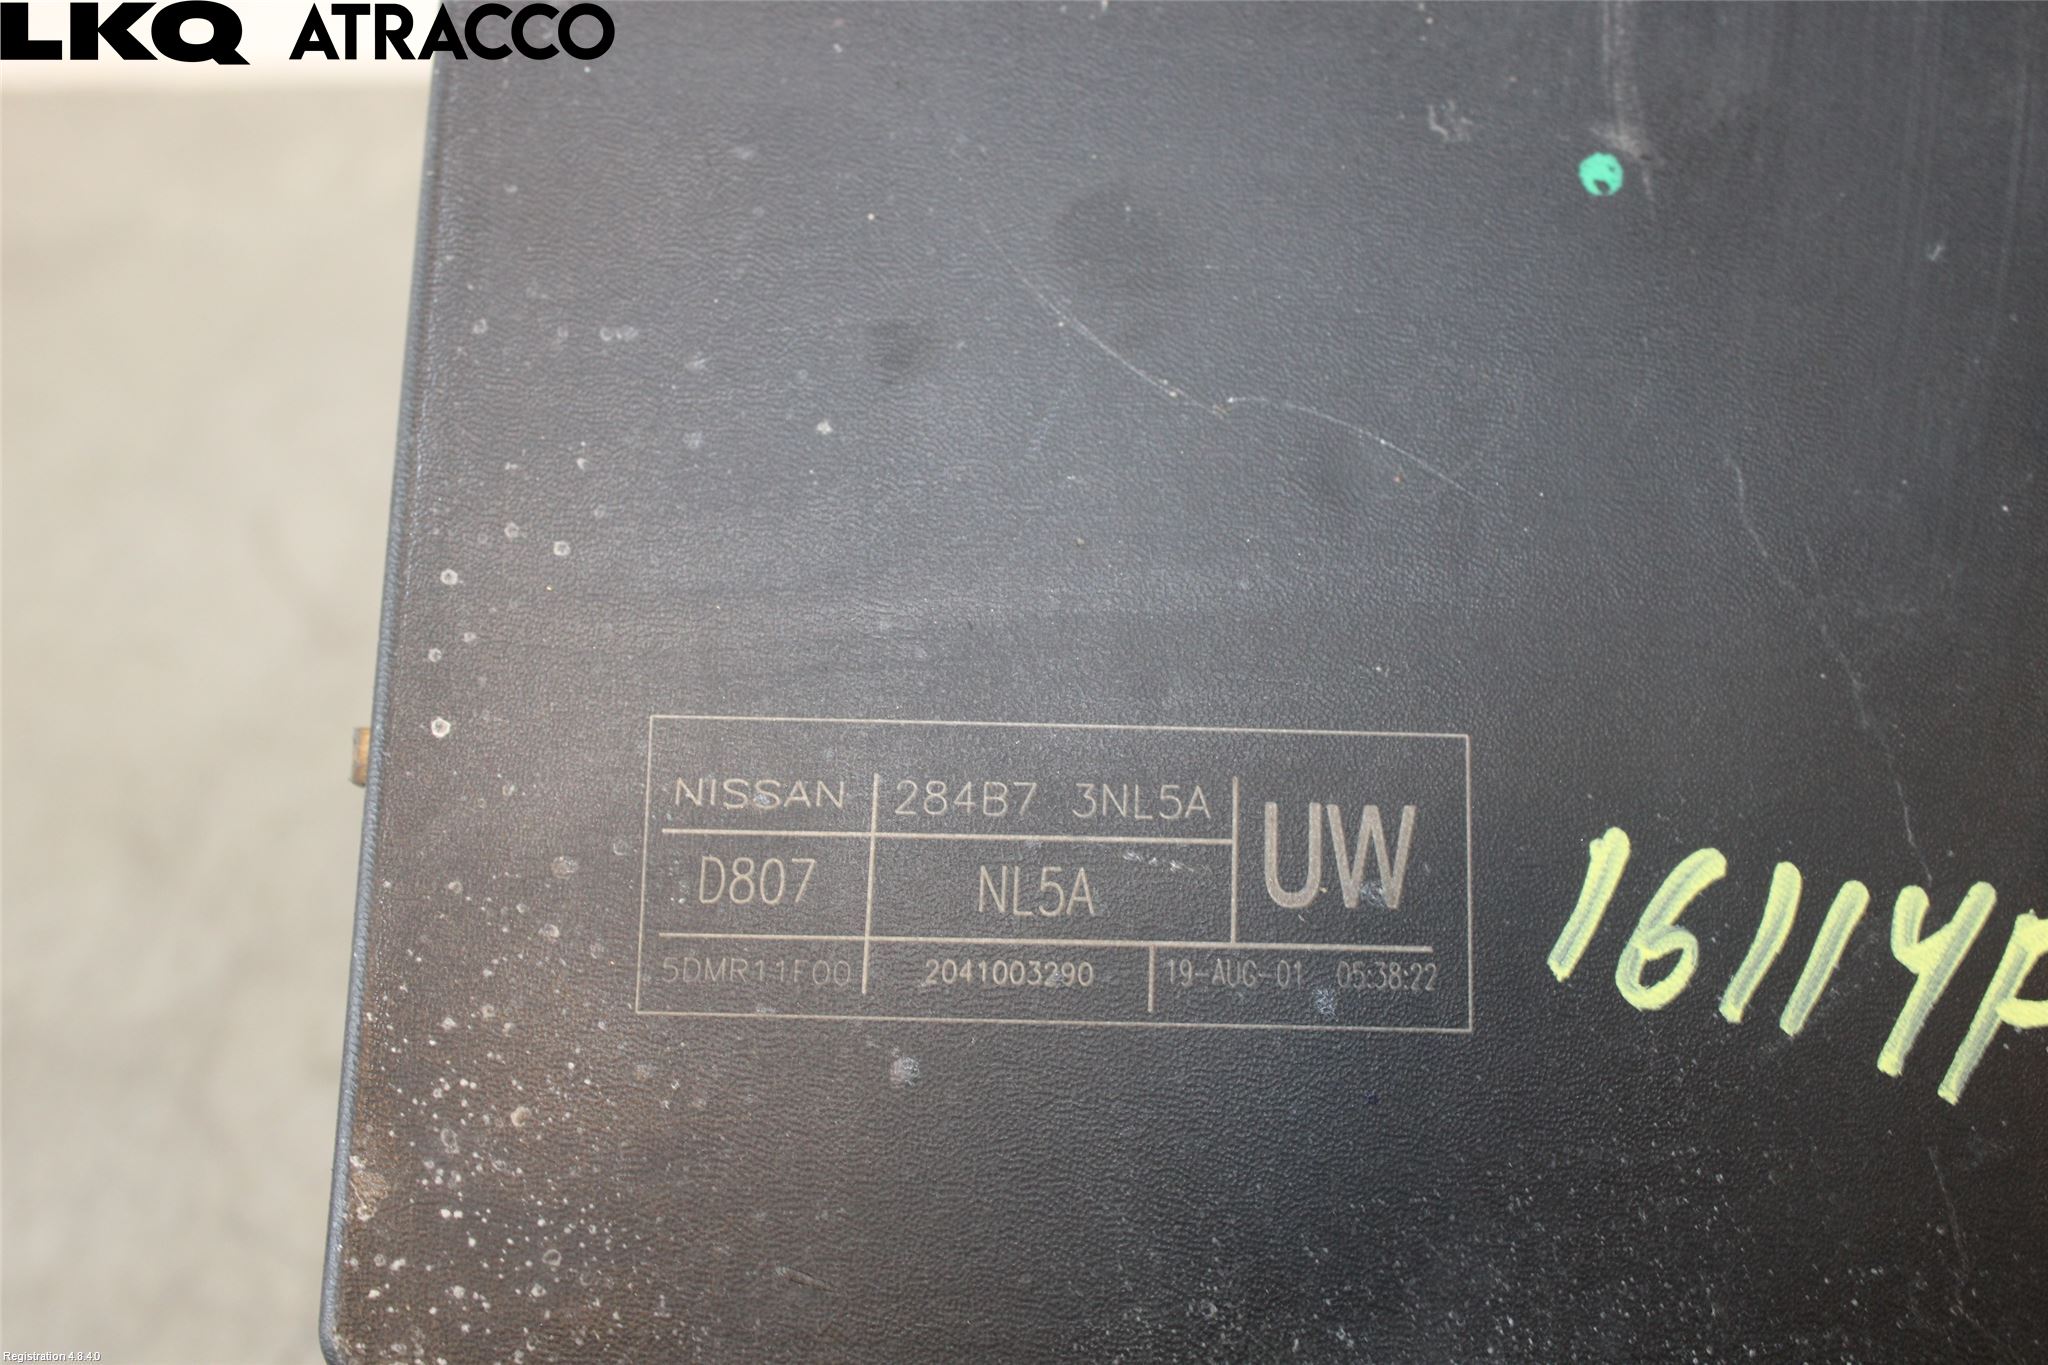 LKQ ATRACCO
NISSAN 284B7 3NL5A UW
D807 NL5A
5DMR11F00 2041003290 19-AUG-01 05:38:22
Registration 4.8.4.0